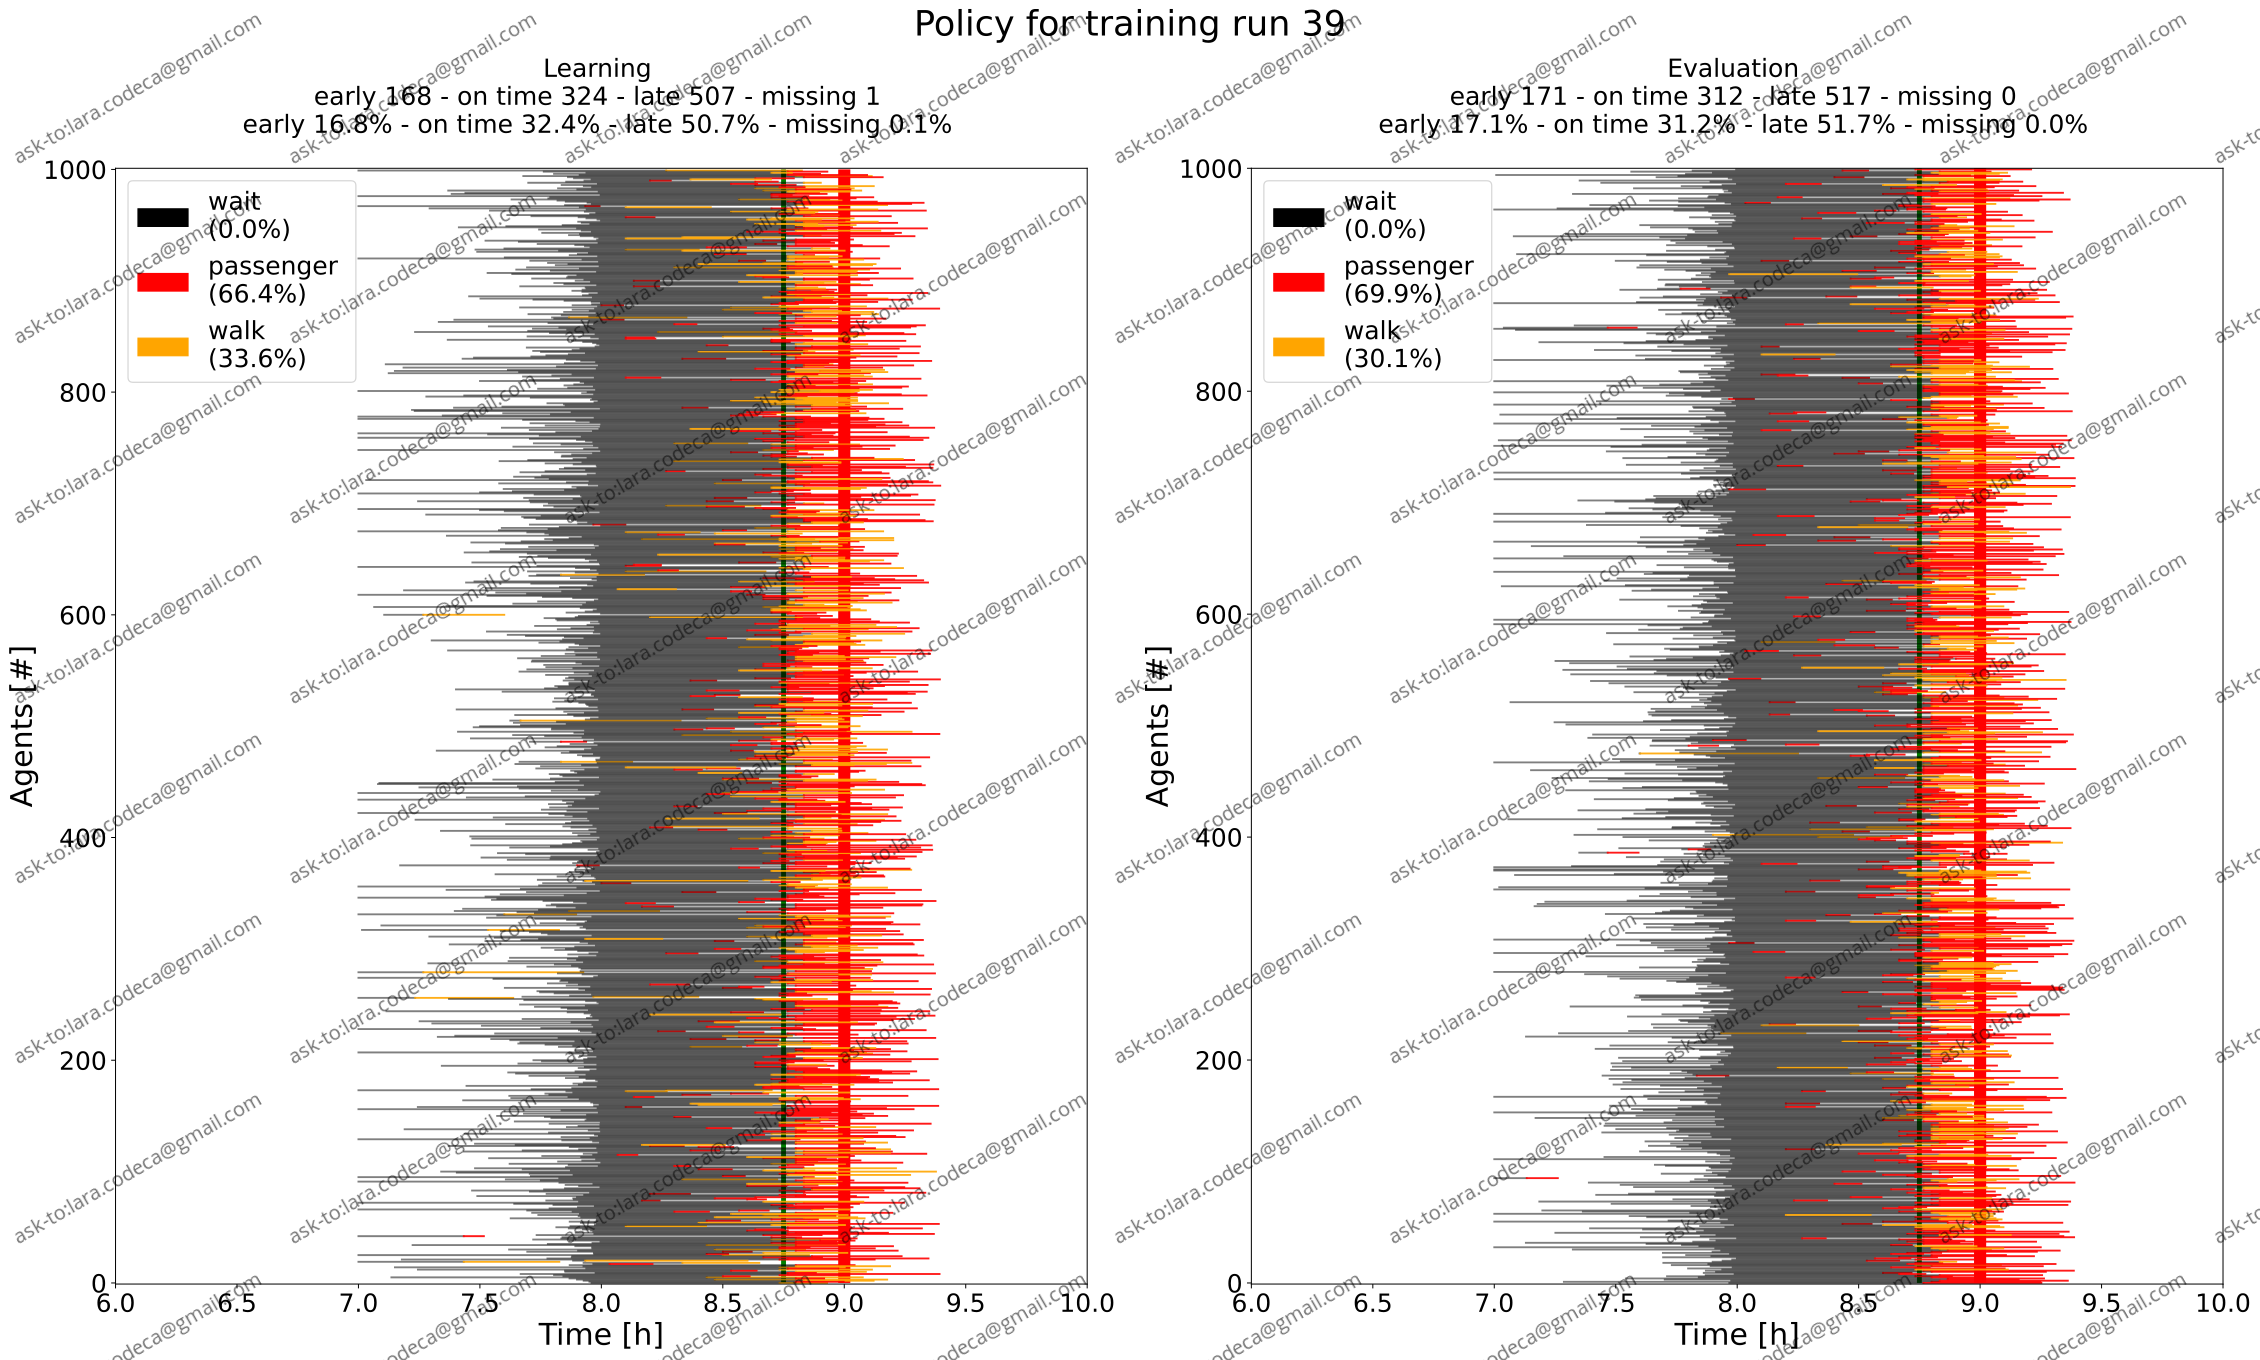 Policy for training run 39
Learning
early 168 - on time 324 - late 507 - missing 1
early 16.8% - on time 32.4% - late 50.7% - missing 0.1%
wait
(0.0%)
passenger
(66.4%)
walk
(33.6%)
Agents [#]
1000
800
600
400
200
0
6.0 6.5 7.0 7.5 8.0 8.5 9.0 9.5 10.0
Time [h]
Evaluation
early 171 - on time 312 - late 517 - missing 0
early 17.1% - on time 31.2% - late 51.7% - missing 0.0%
wait
(0.0%)
passenger
(69.9%)
walk
(30.1%)
Agents [#]
1000
800
600
400
200
0
6.0 6.5 7.0 7.5 8.0 8.5 9.0 9.5 10.0
Time [h]
ask-to:lara.codeca@gmail.com